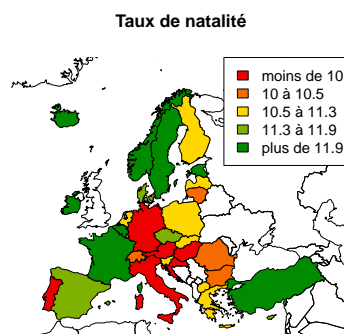 Taux de natalité
moins de 10
10 à 10.5
10.5 à 11.3
11.3 à 11.9
plus de 11.9